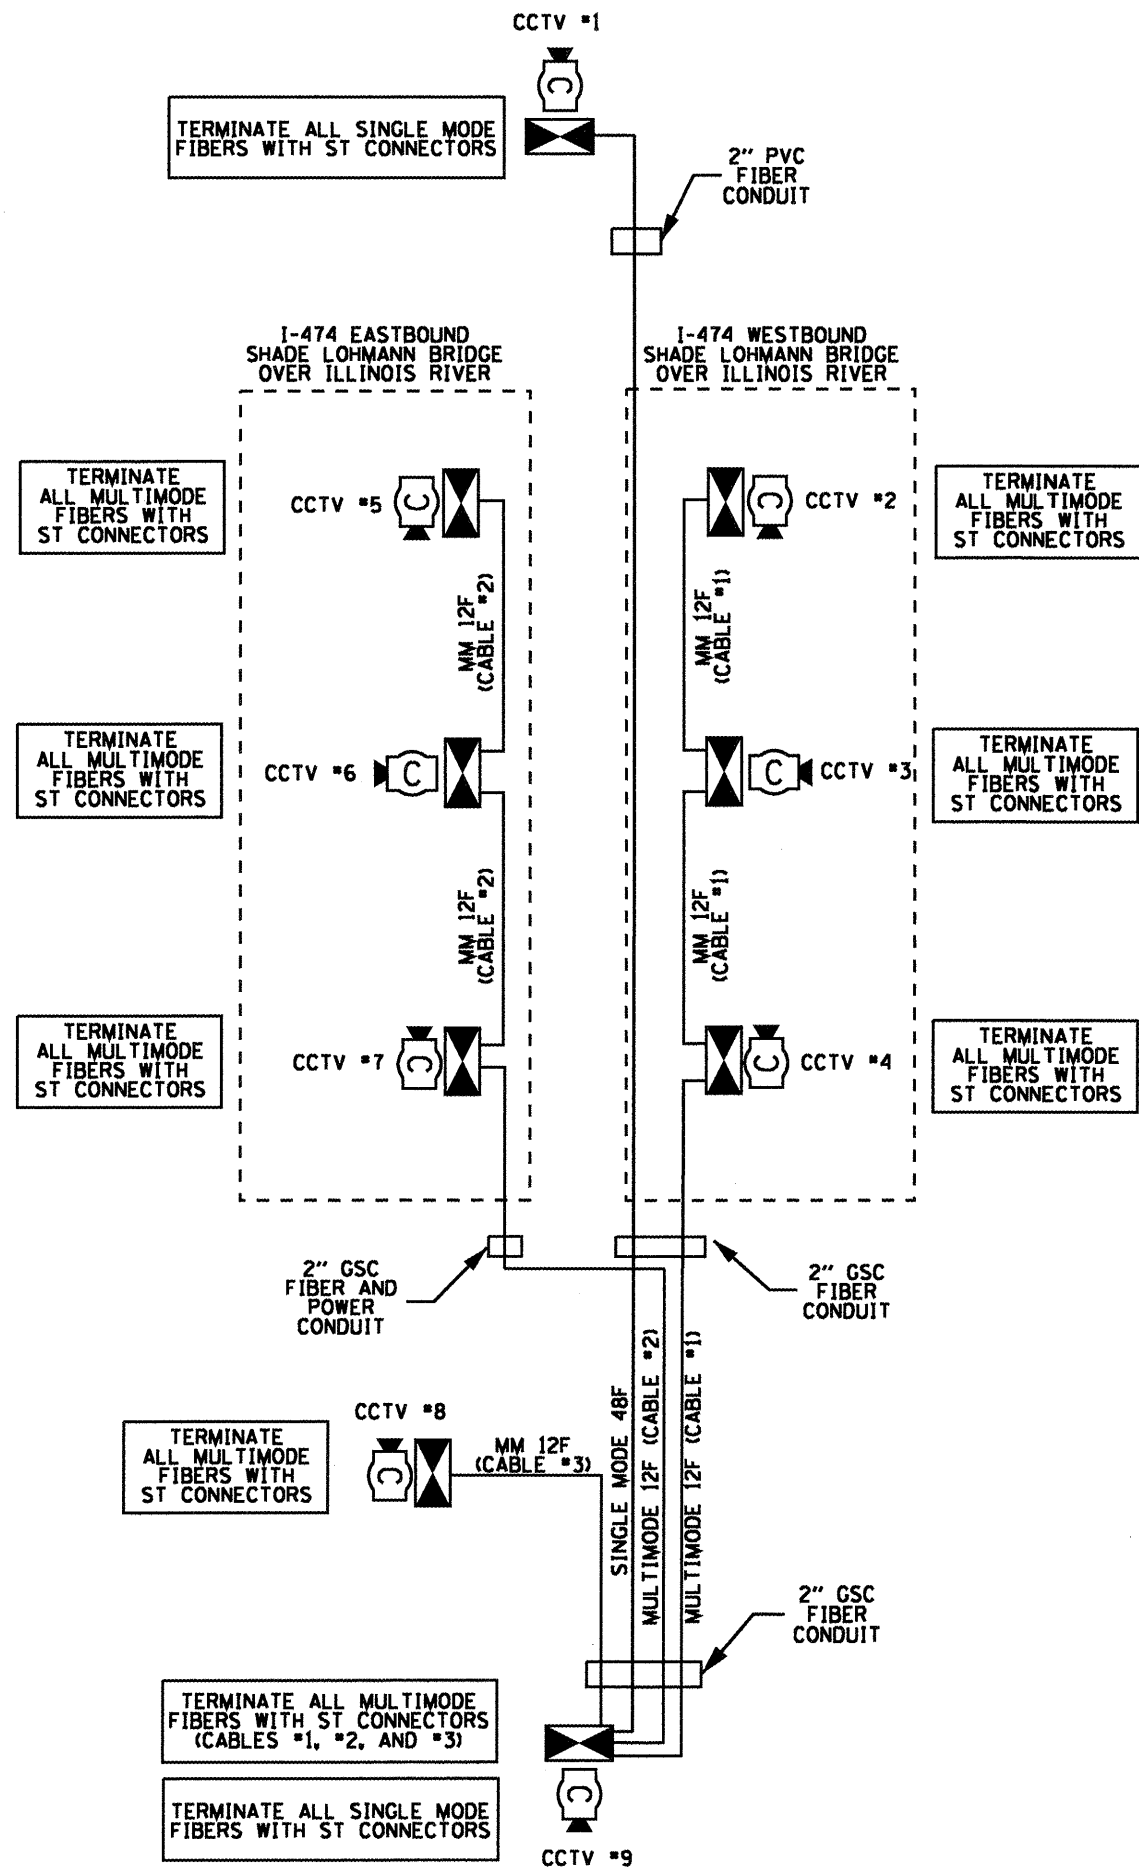 CCTV #1
C
TERMINATE ALL SINGLE MODE
FIBERS WITH ST CONNECTORS
2" PVC
FIBER
CONDUIT
I-474 EASTBOUND
SHADE LOHMANN BRIDGE
OVER ILLINOIS RIVER
I-474 WESTBOUND
SHADE LOHMANN BRIDGE
OVER ILLINOIS RIVER
TERMINATE
ALL MULTIMODE
FIBERS WITH
ST CONNECTORS
CCTV #5
C
C
CCTV #2
TERMINATE
ALL MULTIMODE
FIBERS WITH
ST CONNECTORS
MM 12F
(CABLE #2)
MM 12F
(CABLE #1)
TERMINATE
ALL MULTIMODE
FIBERS WITH
ST CONNECTORS
CCTV #6
C
C
CCTV #3
TERMINATE
ALL MULTIMODE
FIBERS WITH
ST CONNECTORS
MM 12F
(CABLE #2)
MM 12F
(CABLE #1)
TERMINATE
ALL MULTIMODE
FIBERS WITH
ST CONNECTORS
CCTV #7
C
C
CCTV #4
TERMINATE
ALL MULTIMODE
FIBERS WITH
ST CONNECTORS
2" GSC
FIBER AND
POWER
CONDUIT
2" GSC
FIBER
CONDUIT
SINGLE MODE 48F
MULTIMODE 12F (CABLE #2)
MULTIMODE 12F (CABLE #1)
CCTV #8
C
TERMINATE
ALL MULTIMODE
FIBERS WITH
ST CONNECTORS
MM 12F
(CABLE #3)
2" GSC
FIBER
CONDUIT
TERMINATE ALL MULTIMODE
FIBERS WITH ST CONNECTORS
(CABLES #1, #2, AND #3)
TERMINATE ALL SINGLE MODE
FIBERS WITH ST CONNECTORS
C
CCTV #9